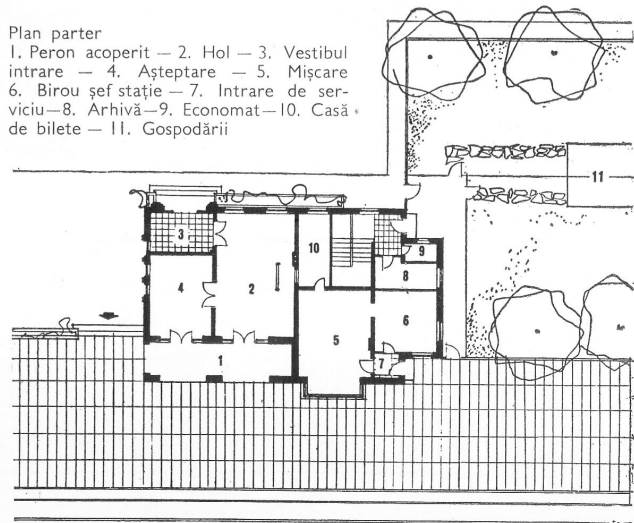 Plan parter
1. Peron acoperit — 2. Hol — 3. Vestibul
intrare — 4. Așteptare — 5. Mișcare
6. Birou șef stație — 7. Intrare de ser-
viciu—8. Arhivă—9. Economat—10. Casă
de bilete — 11. Gospodării
11
3
10
9
8
4
2
6
5
1
7